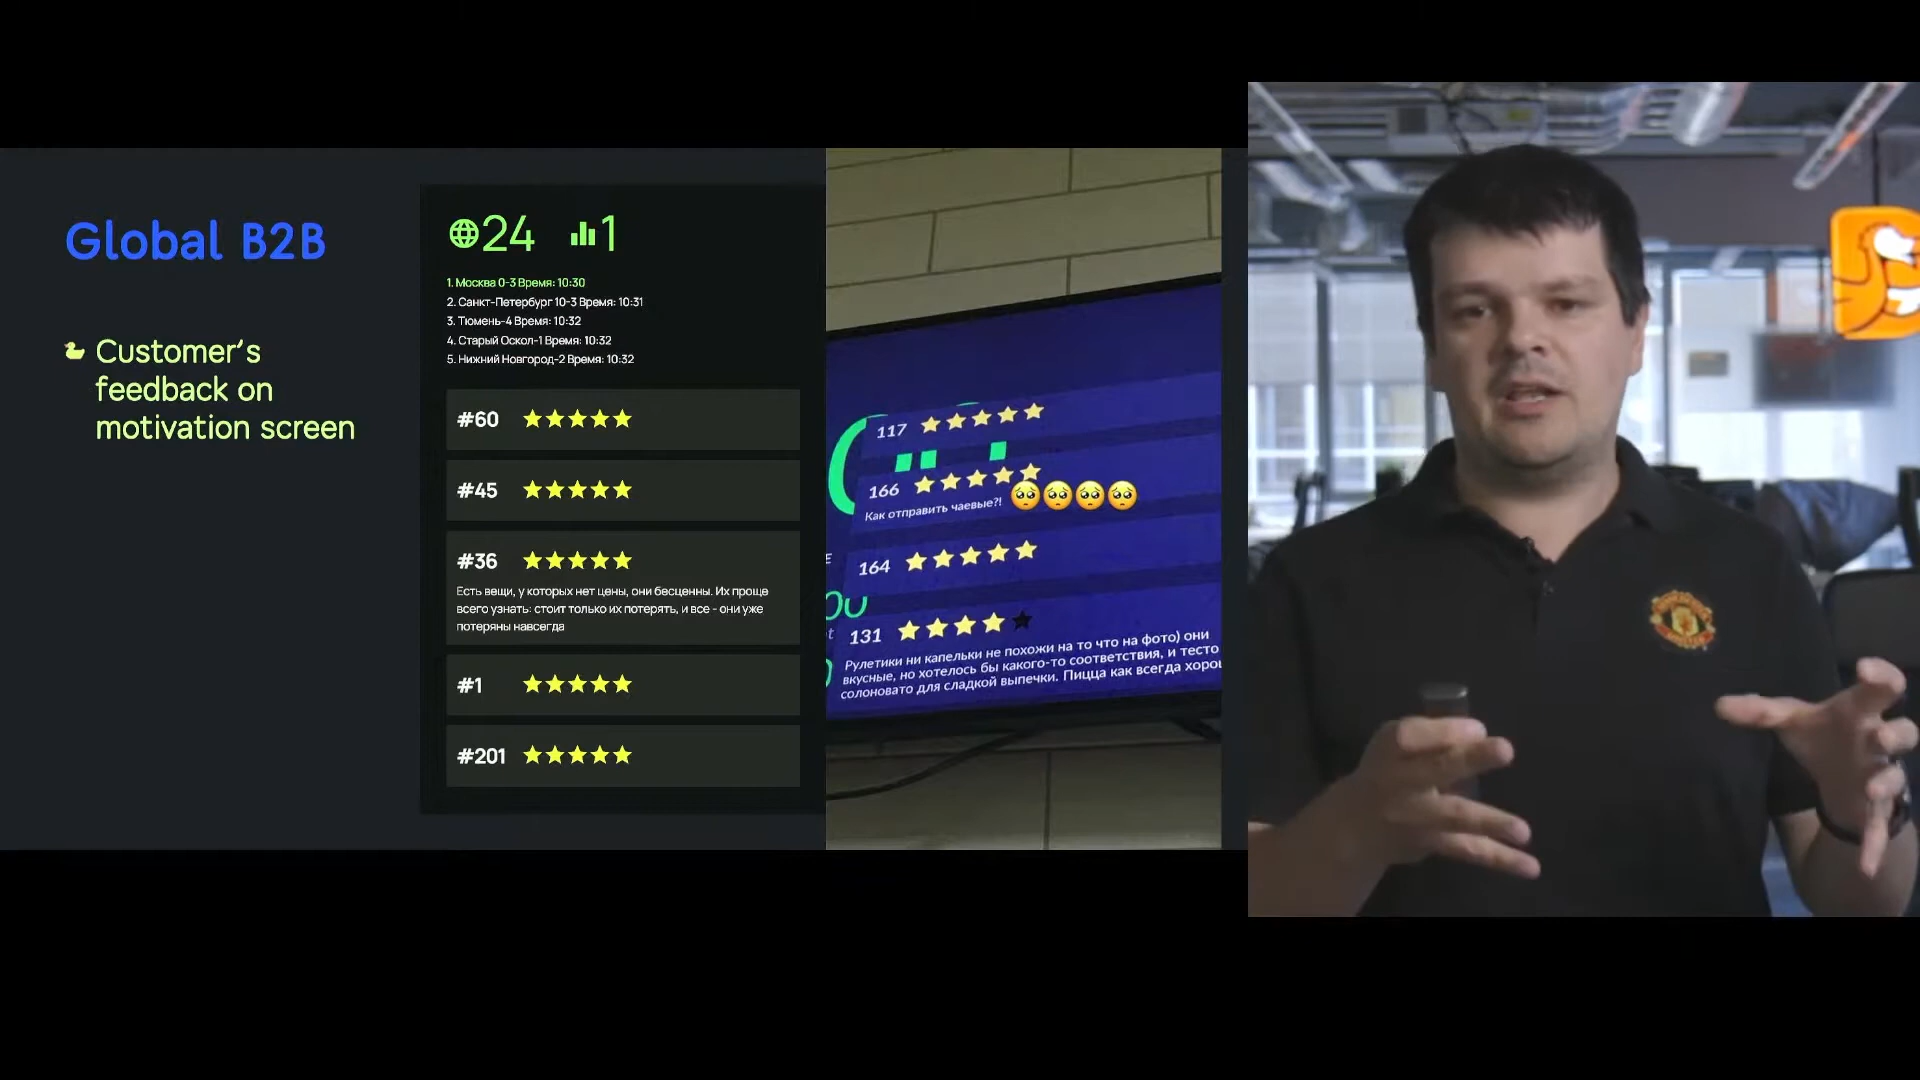 Global B2B
Customer's
feedback on
motivation screen
24
1
1. Москва 0-3 Время: 10:30
2. Санкт-Петербург 10-3 Время: 10:31
3. Тюмень-4 Время: 10:32
4. Старый Оскол-1 Время: 10:32
5. Нижний Новгород-2 Время: 10:32
#60
#45
#36
Есть вещи, у которых нет цены, они бесценны. Их проще
всего узнать: стоит только их потерять, и все - они уже
потеряны навсегда
#1
#201
117
166
Как отправить чаевые?!
164
131
Рулетики ни капельки не похожи на то что на фото) они
вкусные, но хотелось бы какого-то соответствия, и тесто
солоновато для сладкой выпечки. Пицца как всегда